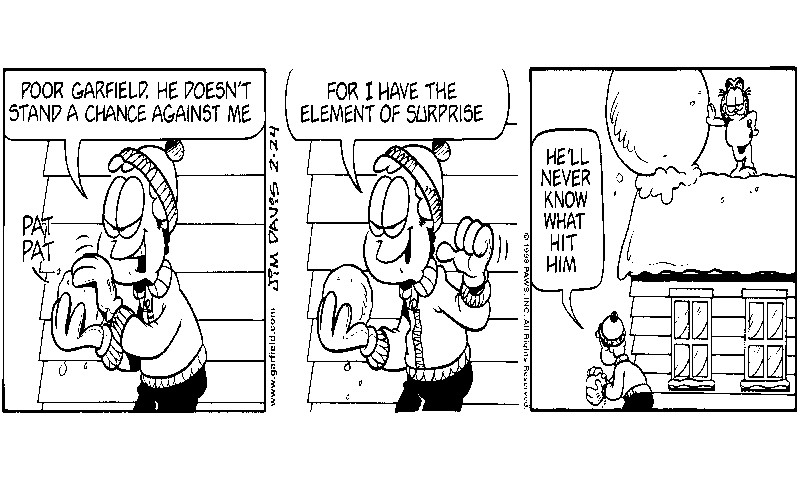 POOR GARFIELD. HE DOESN'T
STAND A CHANCE AGAINST ME
PAT
PAT
JIM DAVIS 2-24
www.garfield.com
FOR I HAVE THE
ELEMENT OF SURPRISE
© 1998 PAWS, INC. All Rights Reserved.
HE'LL
NEVER
KNOW
WHAT
HIT
HIM